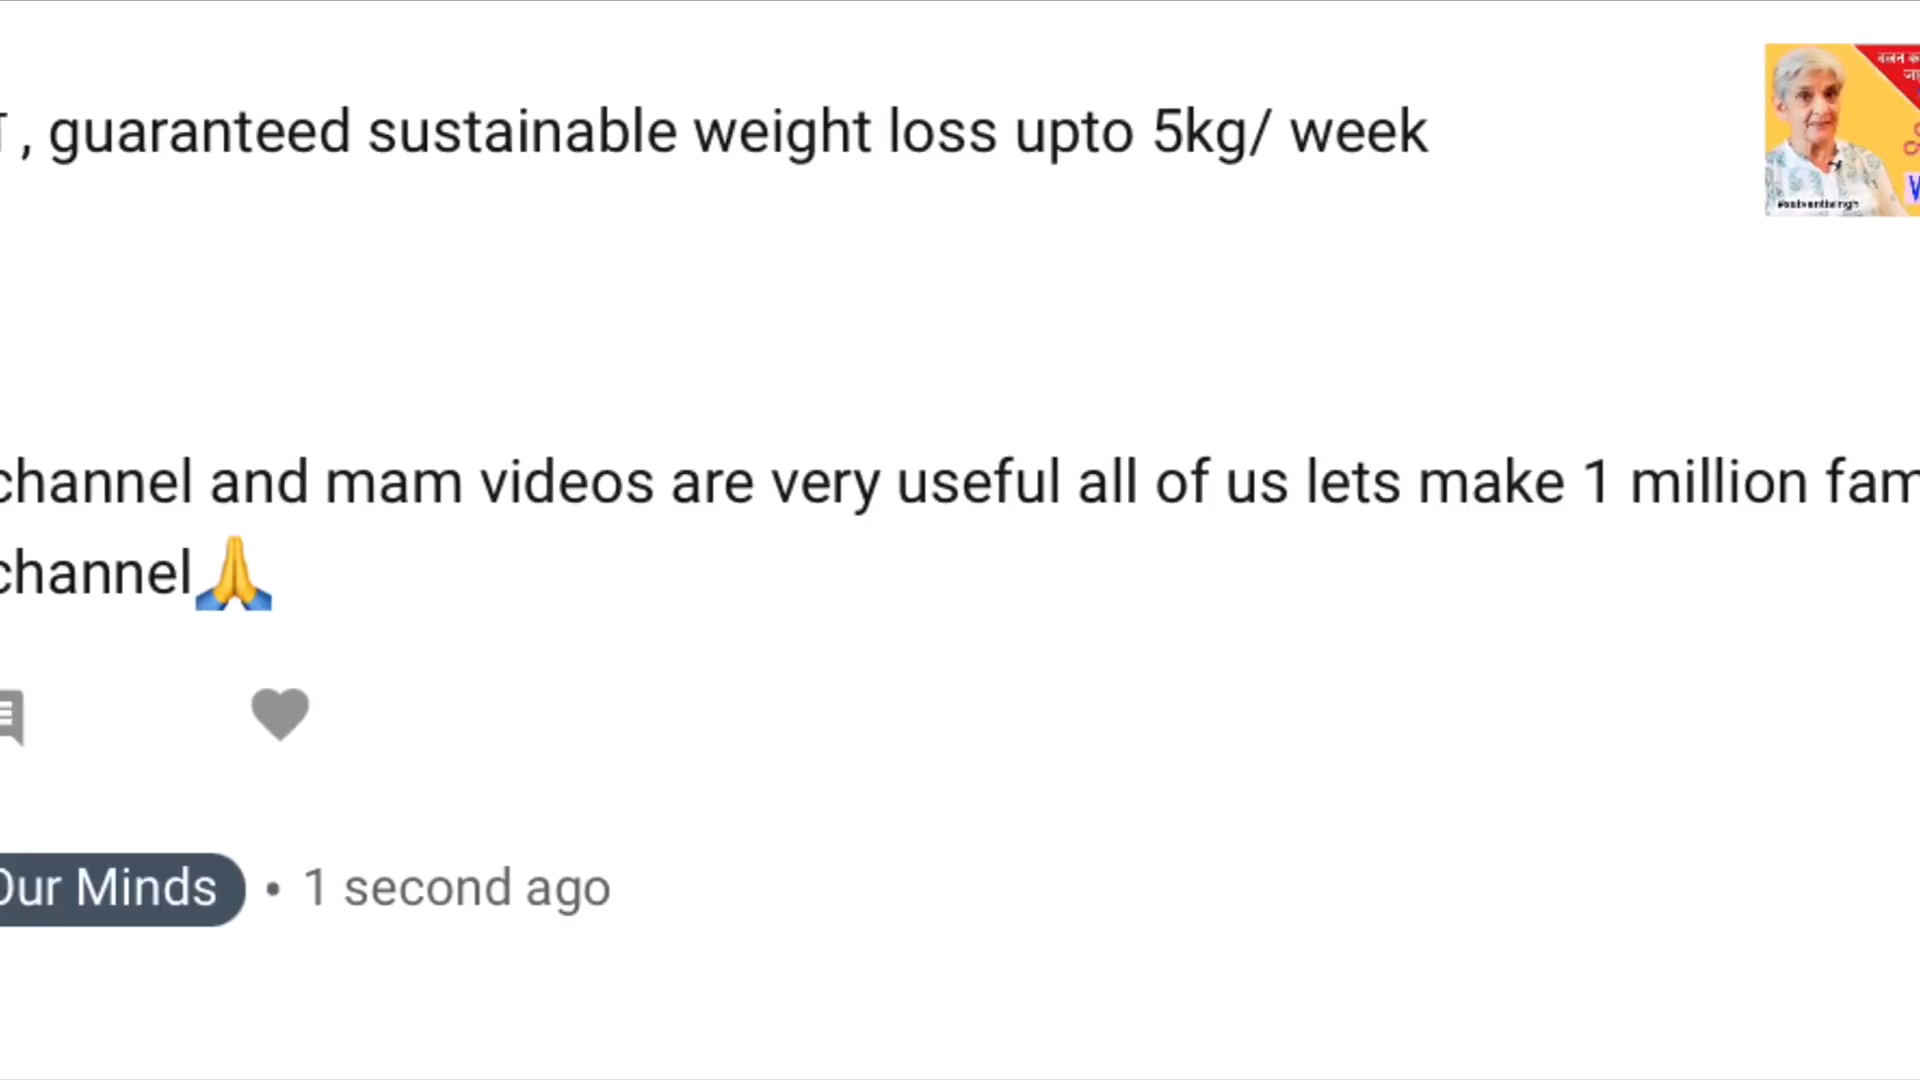 , guaranteed sustainable weight loss upto 5kg/ week
channel and mam videos are very useful all of us lets make 1 million fam
channel🙏
Our Minds • 1 second ago